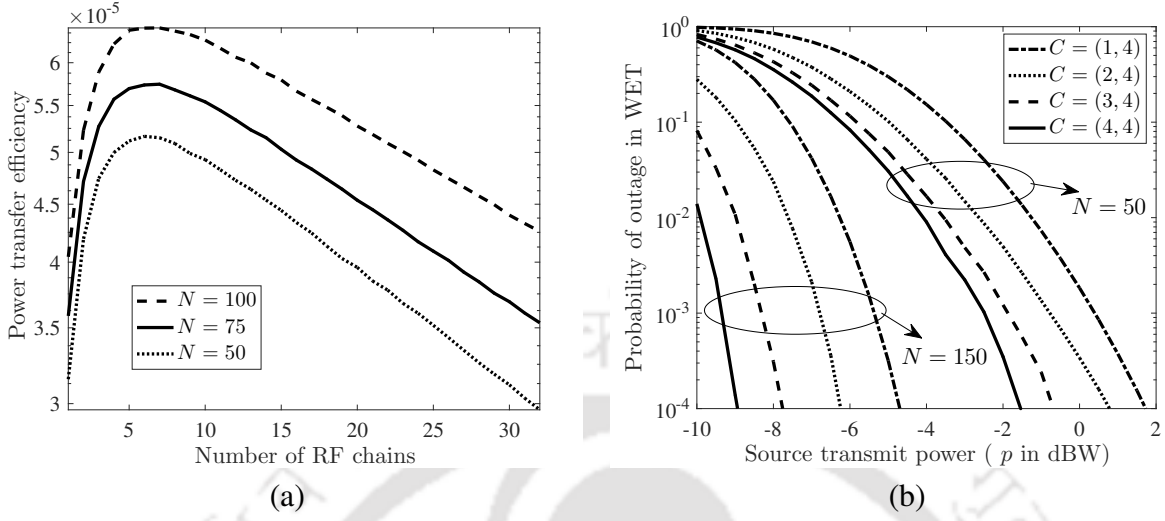 ×10⁻⁵
6
5.5
5
4.5
4
3.5
3
Power transfer efficiency
N = 100
N = 75
N = 50
5 10 15 20 25 30
Number of RF chains
(a)
10⁰
10⁻¹
10⁻²
10⁻³
10⁻⁴
Probability of outage in WET
C = (1, 4)
C = (2, 4)
C = (3, 4)
C = (4, 4)
N = 50
N = 150
-10 -8 -6 -4 -2 0 2
Source transmit power ( p in dBW)
(b)